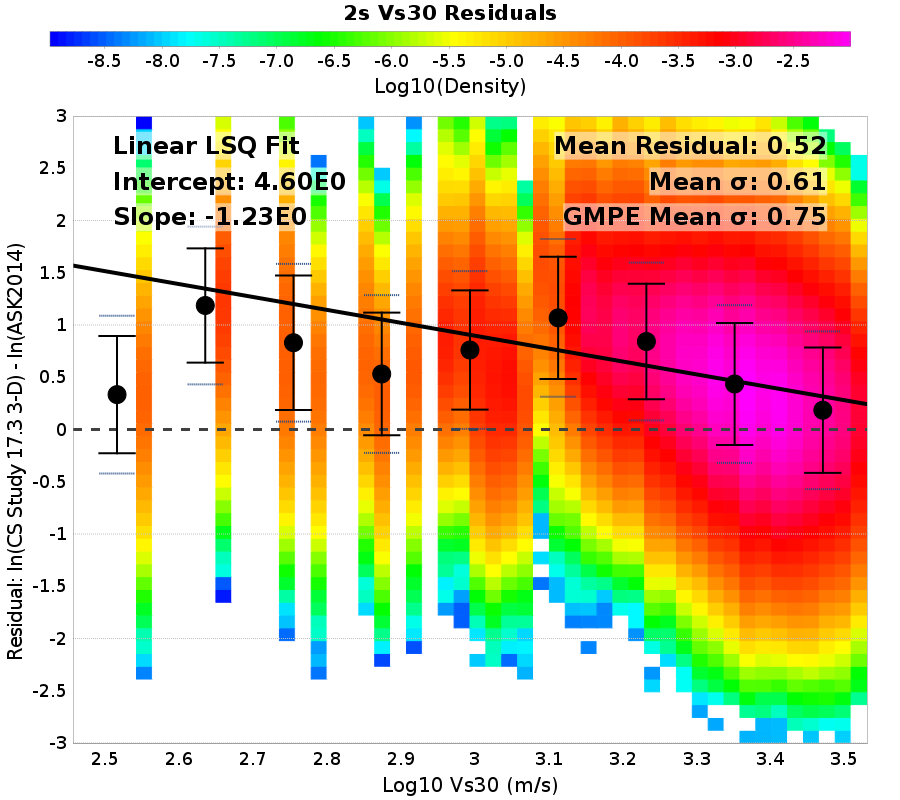 2s Vs30 Residuals
-8.5 -8.0 -7.5 -7.0 -6.5 -6.0 -5.5 -5.0 -4.5 -4.0 -3.5 -3.0 -2.5
Log10(Density)
Linear LSQ Fit
Intercept: 4.60E0
Slope: -1.23E0
Mean Residual: 0.52
Mean σ: 0.61
GMPE Mean σ: 0.75
Residual: ln(CS Study 17.3 3-D) - ln(ASK2014)
3
2.5
2
1.5
1
0.5
0
-0.5
-1
-1.5
-2
-2.5
-3
2.5 2.6 2.7 2.8 2.9 3 3.1 3.2 3.3 3.4 3.5
Log10 Vs30 (m/s)